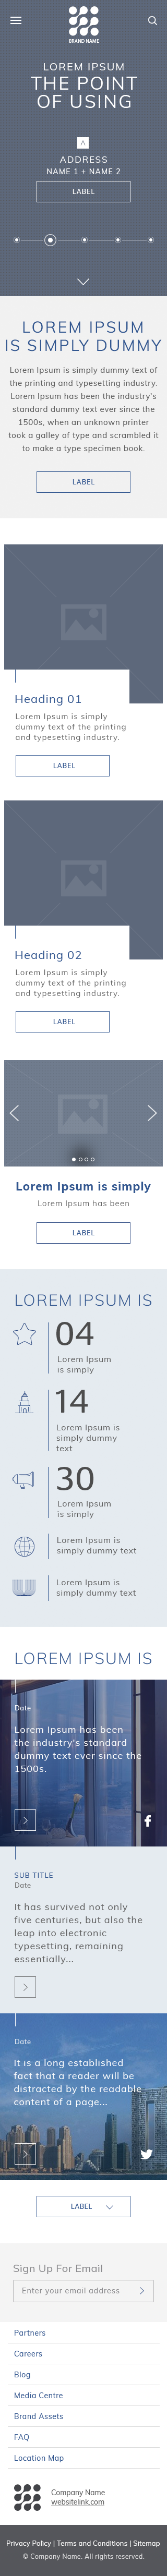 BRAND NAME
LOREM IPSUM
THE POINT
OF USING
ADDRESS
NAME 1 + NAME 2
LABEL
LOREM IPSUM
IS SIMPLY DUMMY
Lorem Ipsum is simply dummy text of
the printing and typesetting industry.
Lorem Ipsum has been the industry's
standard dummy text ever since the
1500s, when an unknown printer
took a galley of type and scrambled it
to make a type specimen book.
LABEL
Heading 01
Lorem Ipsum is simply
dummy text of the printing
and typesetting industry.
LABEL
Heading 02
Lorem Ipsum is simply
dummy text of the printing
and typesetting industry.
LABEL
Lorem Ipsum is simply
Lorem Ipsum has been
LABEL
LOREM IPSUM IS
04
Lorem Ipsum
is simply
14
Lorem Ipsum is
simply dummy
text
30
Lorem Ipsum
is simply
Lorem Ipsum is
simply dummy text
Lorem Ipsum is
simply dummy text
LOREM IPSUM IS
Date
Lorem Ipsum has been
the industry's standard
dummy text ever since the
1500s.
SUB TITLE
Date
It has survived not only
five centuries, but also the
leap into electronic
typesetting, remaining
essentially...
Date
It is a long established
fact that a reader will be
distracted by the readable
content of a page...
LABEL
Sign Up For Email
Enter your email address
Partners
Careers
Blog
Media Centre
Brand Assets
FAQ
Location Map
Company Name
websitelink.com
Privacy Policy | Terms and Conditions | Sitemap
© Company Name. All rights reserved.